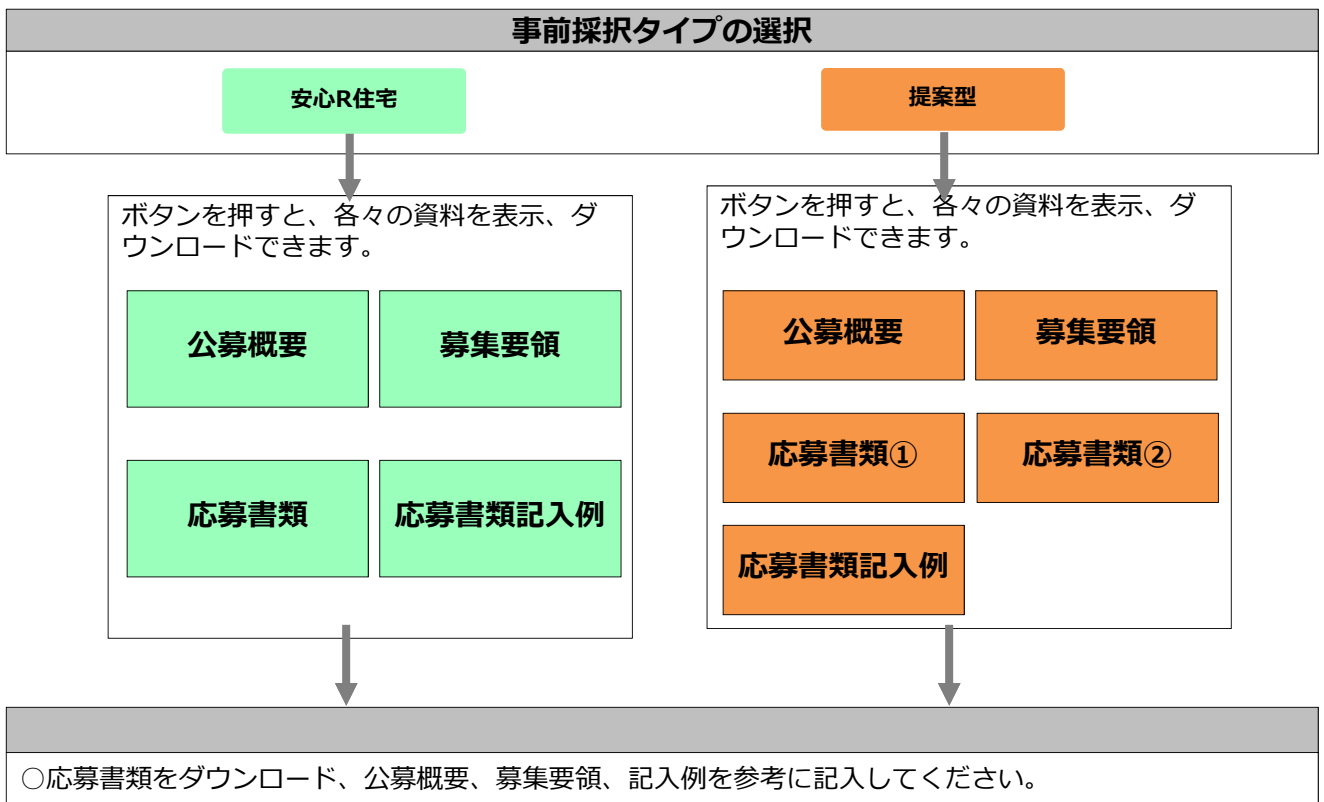 事前採択タイプの選択
安心R住宅
提案型
ボタンを押すと、各々の資料を表示、ダ
ウンロードできます。
公募概要
募集要領
応募書類
応募書類記入例
ボタンを押すと、各々の資料を表示、ダ
ウンロードできます。
公募概要
募集要領
応募書類①
応募書類②
応募書類記入例
○応募書類をダウンロード、公募概要、募集要領、記入例を参考に記入してください。